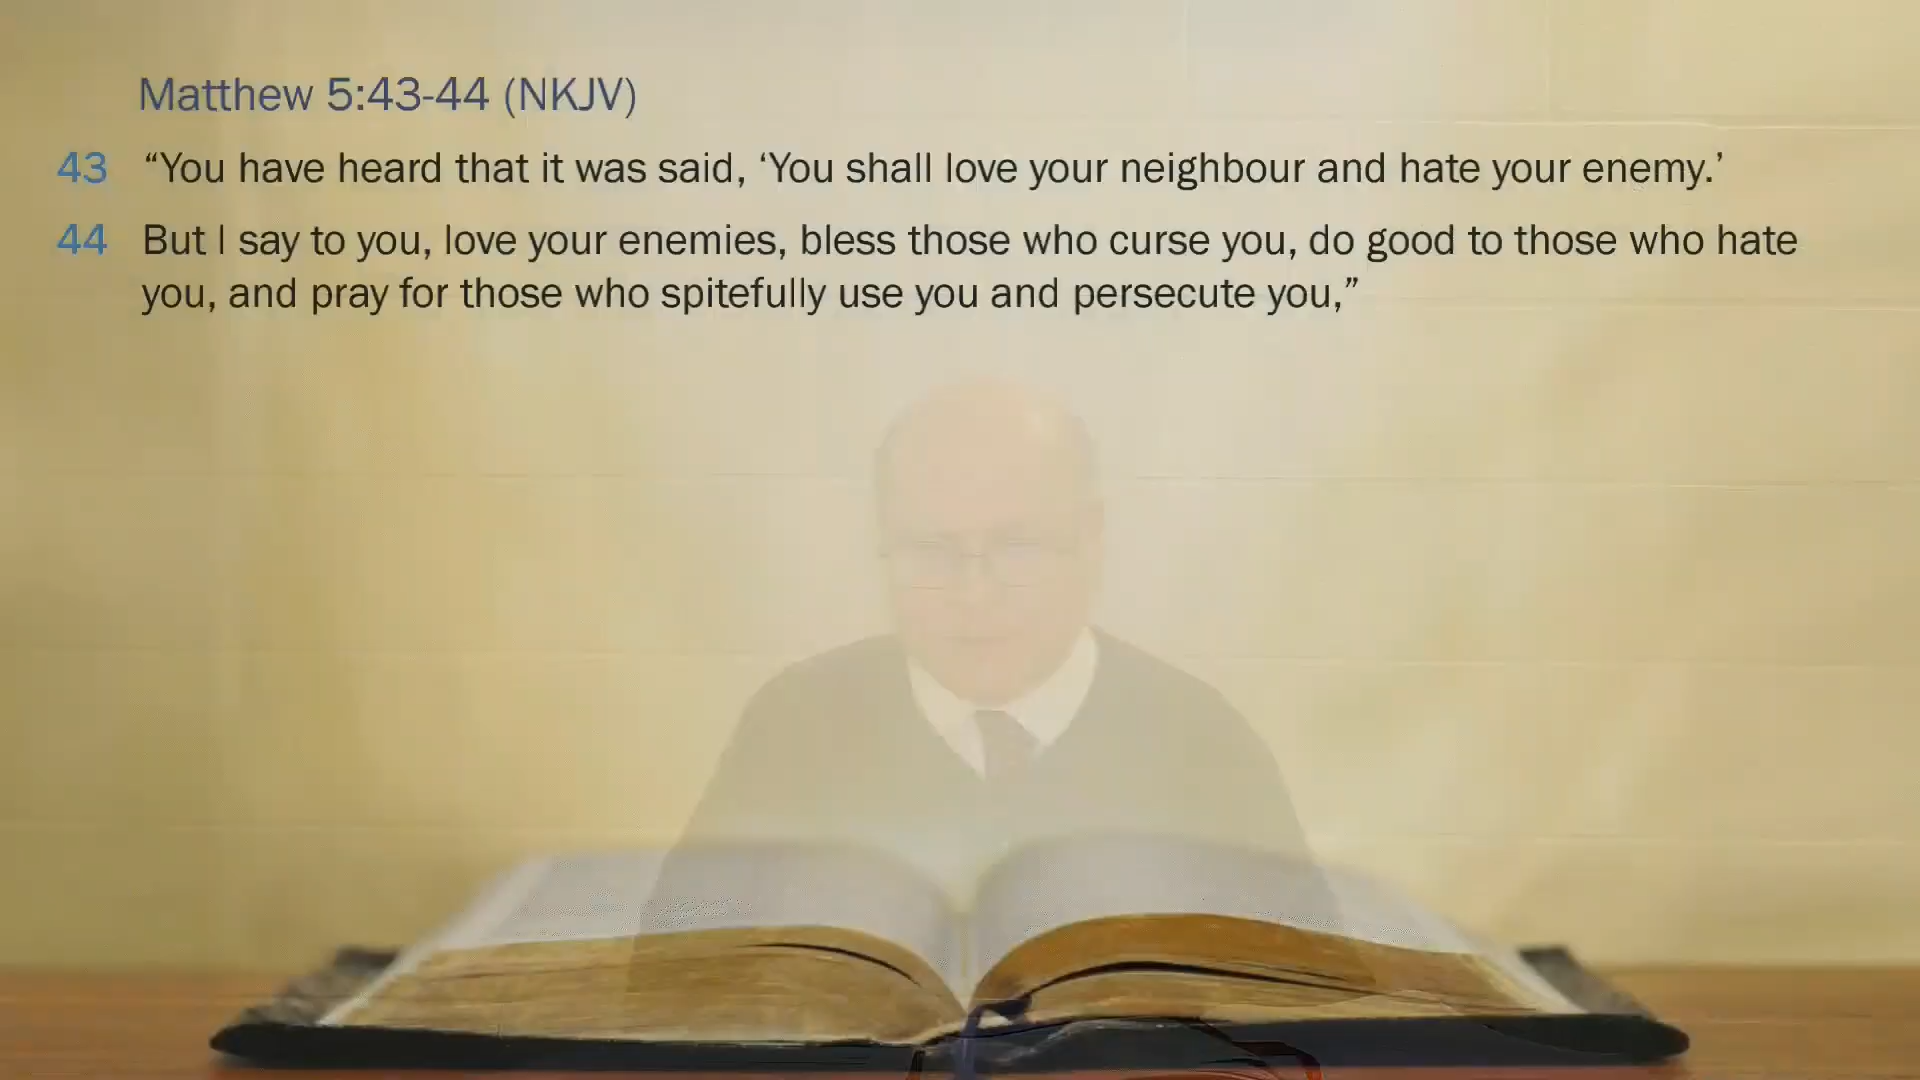 Matthew 5:43-44 (NKJV)
43 “You have heard that it was said, ‘You shall love your neighbour and hate your enemy.’
44 But I say to you, love your enemies, bless those who curse you, do good to those who hate
you, and pray for those who spitefully use you and persecute you,”